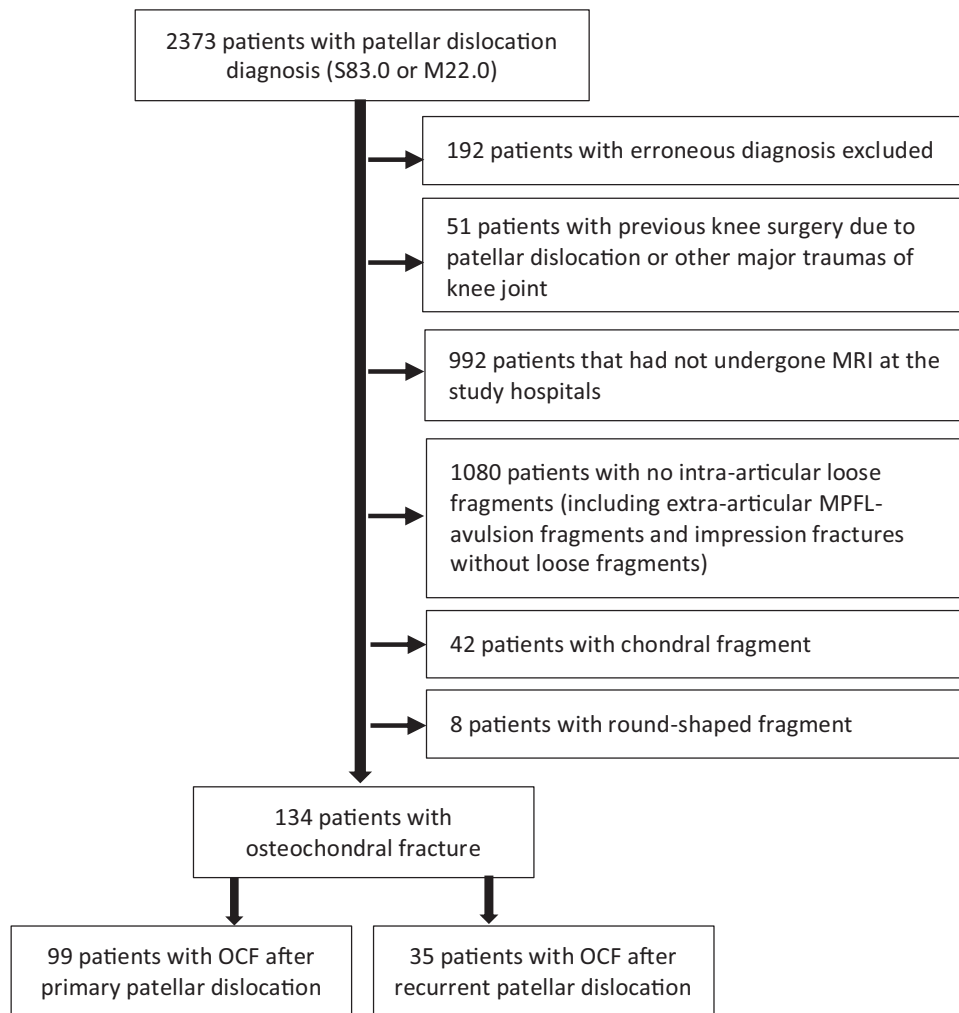 2373 patients with patellar dislocation
diagnosis (S83.0 or M22.0)
192 patients with erroneous diagnosis excluded
51 patients with previous knee surgery due to
patellar dislocation or other major traumas of
knee joint
992 patients that had not undergone MRI at the
study hospitals
1080 patients with no intra-articular loose
fragments (including extra-articular MPFL-
avulsion fragments and impression fractures
without loose fragments)
42 patients with chondral fragment
8 patients with round-shaped fragment
134 patients with
osteochondral fracture
99 patients with OCF after
primary patellar dislocation
35 patients with OCF after
recurrent patellar dislocation